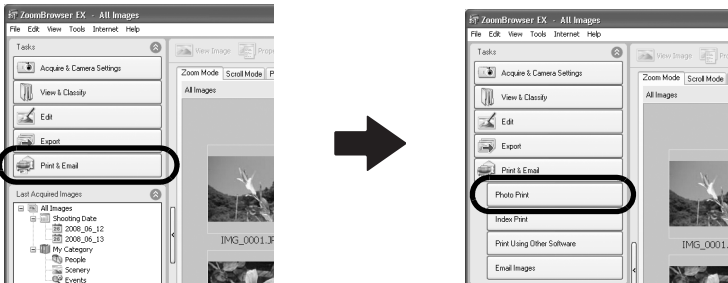 ZoomBrowser EX - All Images
File Edit View Tools Internet Help
Tasks
View Image
Acquire & Camera Settings
Zoom Mode Scroll Mode
View & Classify
All Images
Edit
Export
Print & Email
Last Acquired Images
All Images
Shooting Date
2008_06_12
2008_06_13
My Category
People
Scenery
Events
IMG_0001.JP
ZoomBrowser EX - All Images
File Edit View Tools Internet Help
Tasks
View Image
Acquire & Camera Settings
Zoom Mode Scroll Mode
View & Classify
All Images
Edit
Export
Print & Email
Photo Print
Index Print
Print Using Other Software
Email Images
IMG_0001.